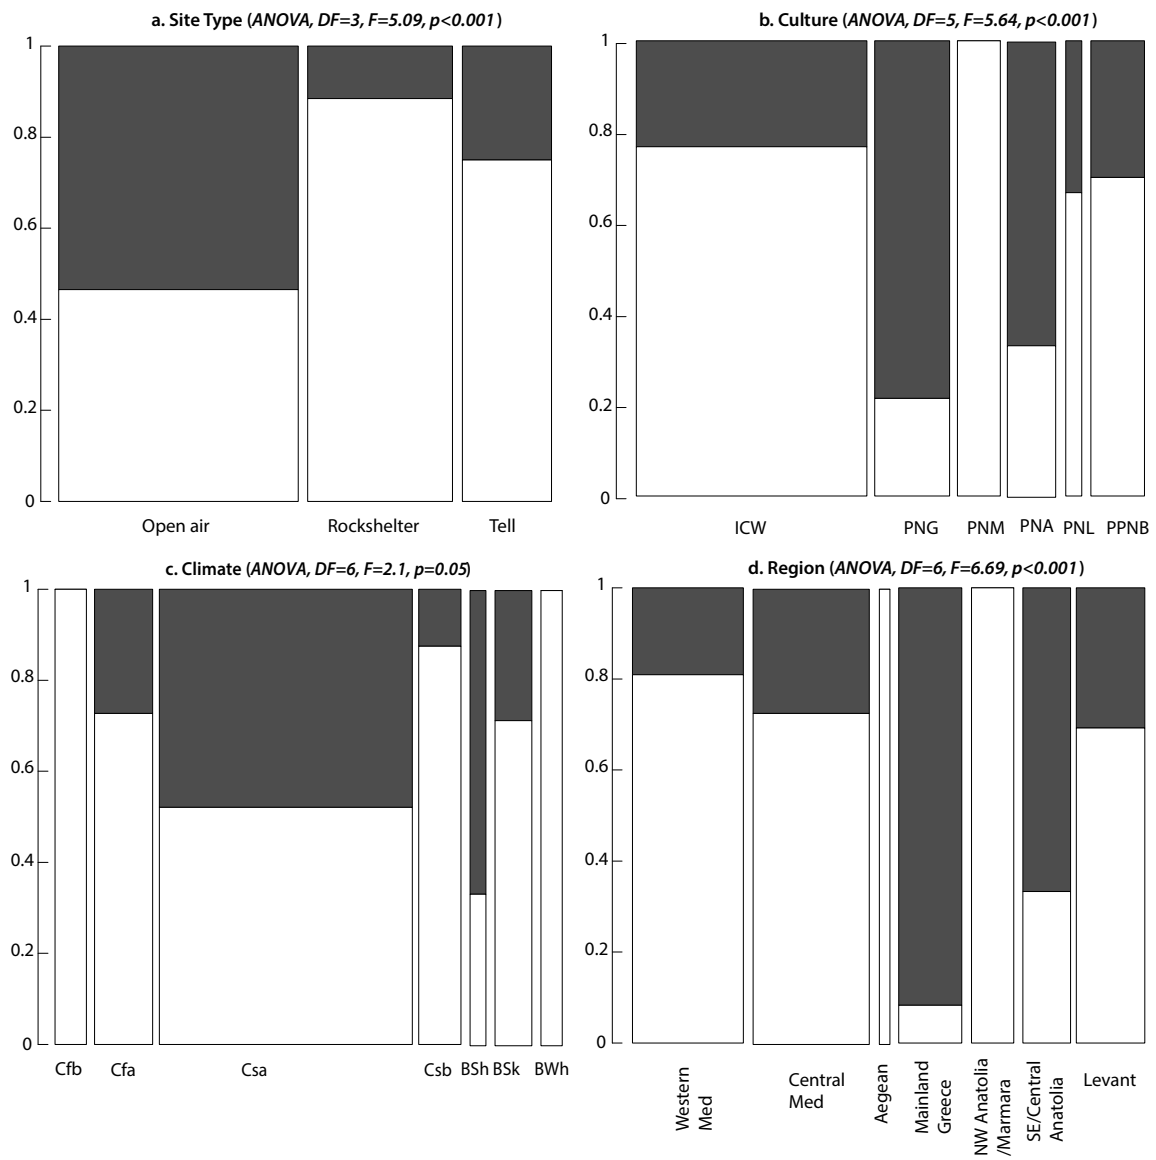 a. Site Type (ANOVA, DF=3, F=5.09, p<0.001)
1
0.8
0.6
0.4
0.2
0
Open air Rockshelter Tell
b. Culture (ANOVA, DF=5, F=5.64, p<0.001)
1
0.8
0.6
0.4
0.2
0
ICW PNG PNM PNA PNL PPNB
c. Climate (ANOVA, DF=6, F=2.1, p=0.05)
1
0.8
0.6
0.4
0.2
0
Cfb Cfa Csa Csb BSh BSk BWh
d. Region (ANOVA, DF=6, F=6.69, p<0.001)
1
0.8
0.6
0.4
0.2
0
Western
Med
Central
Med
Aegean
Mainland
Greece
NW Anatolia
/Marmara
SE/Central
Anatolia
Levant